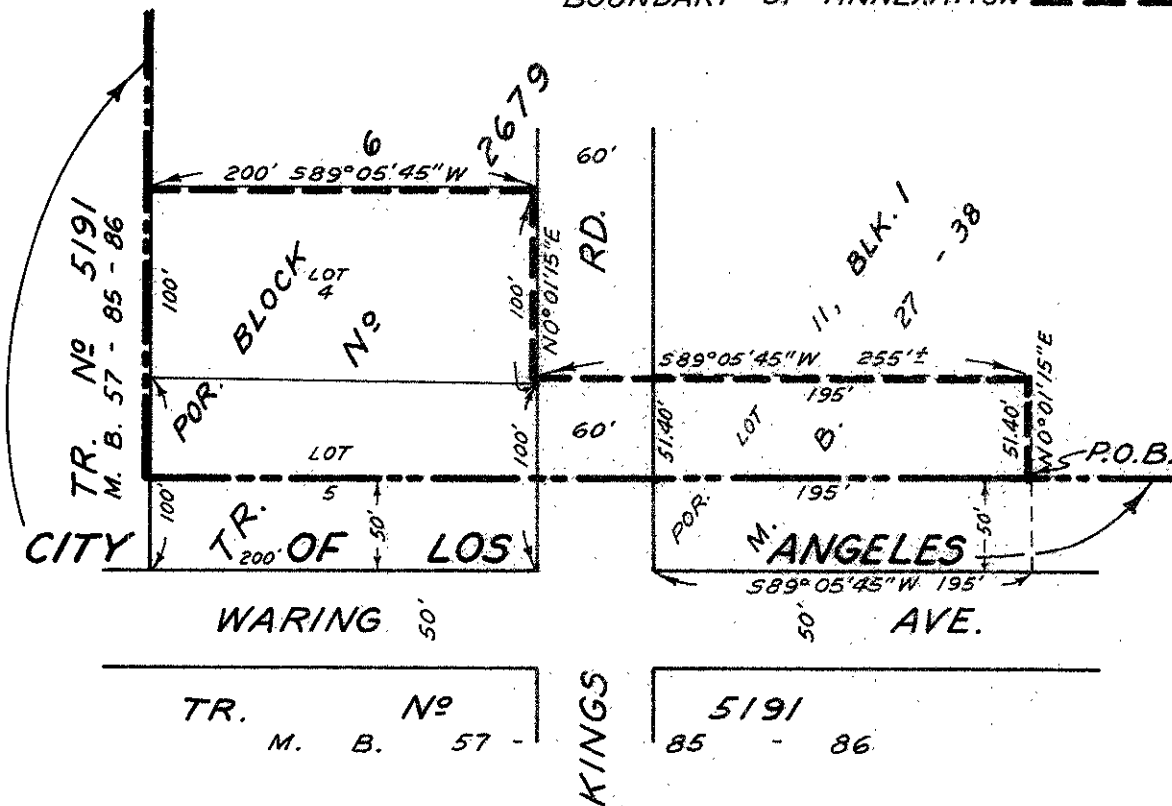 BOUNDARY OF ANNEXATION
TR. Nº 5191
M. B. 57 - 85 - 86
200' S89°05'45"W
6
2679
100'
POR. BLOCK
LOT
4
Nº
100'
N0°01'15"E
60'
RD.
11, BLK. 1
27 - 38
S89°05'45"W 255'±
195'
N0°01'15"E
LOT
5
100'
60'
51.40'
LOT
B.
51.40'
P.O.B.
100'
TR.
50'
195'
POR.
M.
50'
CITY OF LOS ANGELES
200'
S89°05'45"W 195'
WARING 50'
50' AVE.
KINGS
TR. Nº 5191
M. B. 57 - 85 - 86